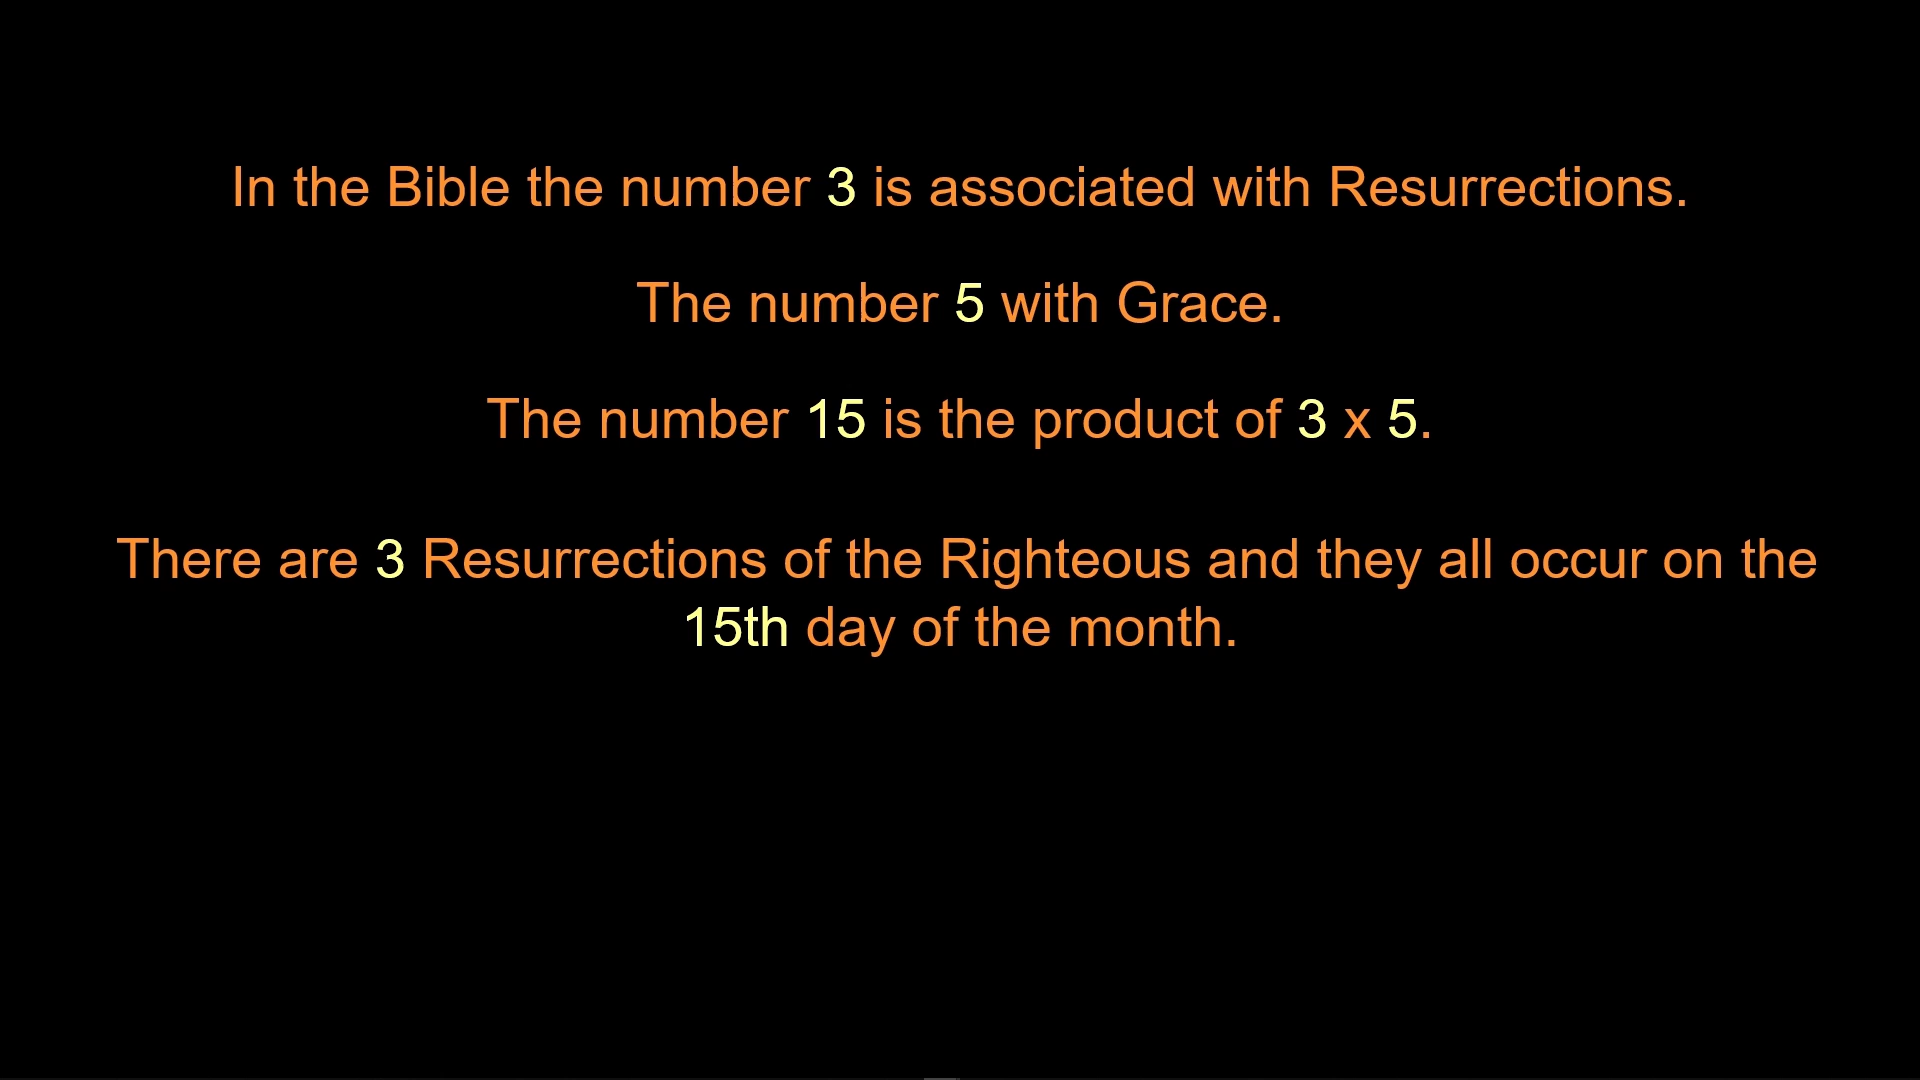 In the Bible the number 3 is associated with Resurrections.
The number 5 with Grace.
The number 15 is the product of 3 x 5.
There are 3 Resurrections of the Righteous and they all occur on the
15th day of the month.